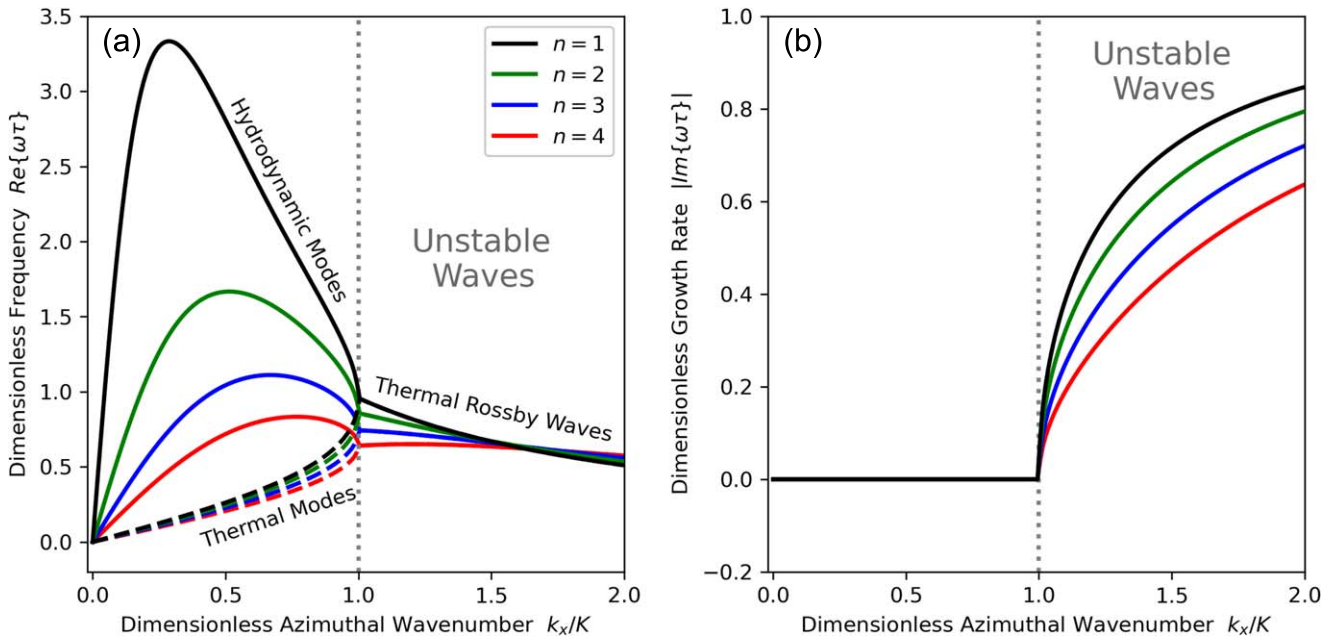 (a)
n = 1
n = 2
n = 3
n = 4
Hydrodynamic Modes
Unstable
Waves
Thermal Rossby Waves
Thermal Modes
3.5
3.0
2.5
2.0
1.5
1.0
0.5
0.0
Dimensionless Frequency Re{ωτ}
0.0 0.5 1.0 1.5 2.0
Dimensionless Azimuthal Wavenumber kₓ/K
(b)
Unstable
Waves
1.0
0.8
0.6
0.4
0.2
0.0
−0.2
Dimensionless Growth Rate |Im{ωτ}|
0.0 0.5 1.0 1.5 2.0
Dimensionless Azimuthal Wavenumber kₓ/K